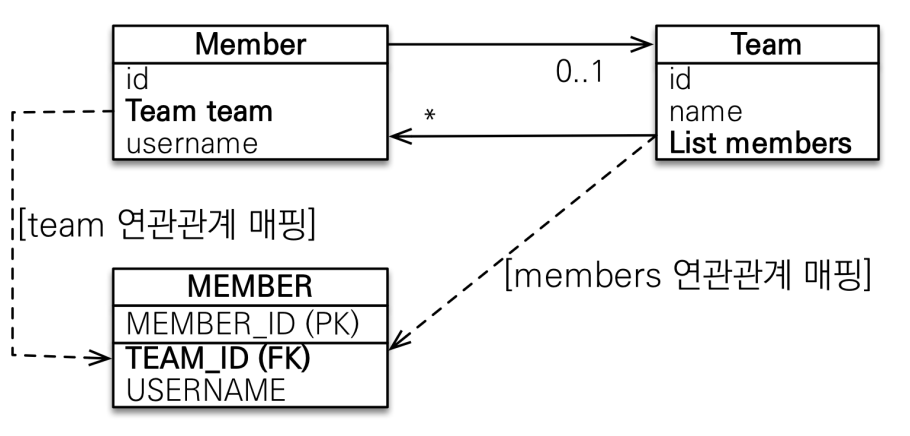 Member
id
Team team
username
0..1
*
Team
id
name
List members
[team 연관관계 매핑]
[members 연관관계 매핑]
MEMBER
MEMBER_ID (PK)
TEAM_ID (FK)
USERNAME